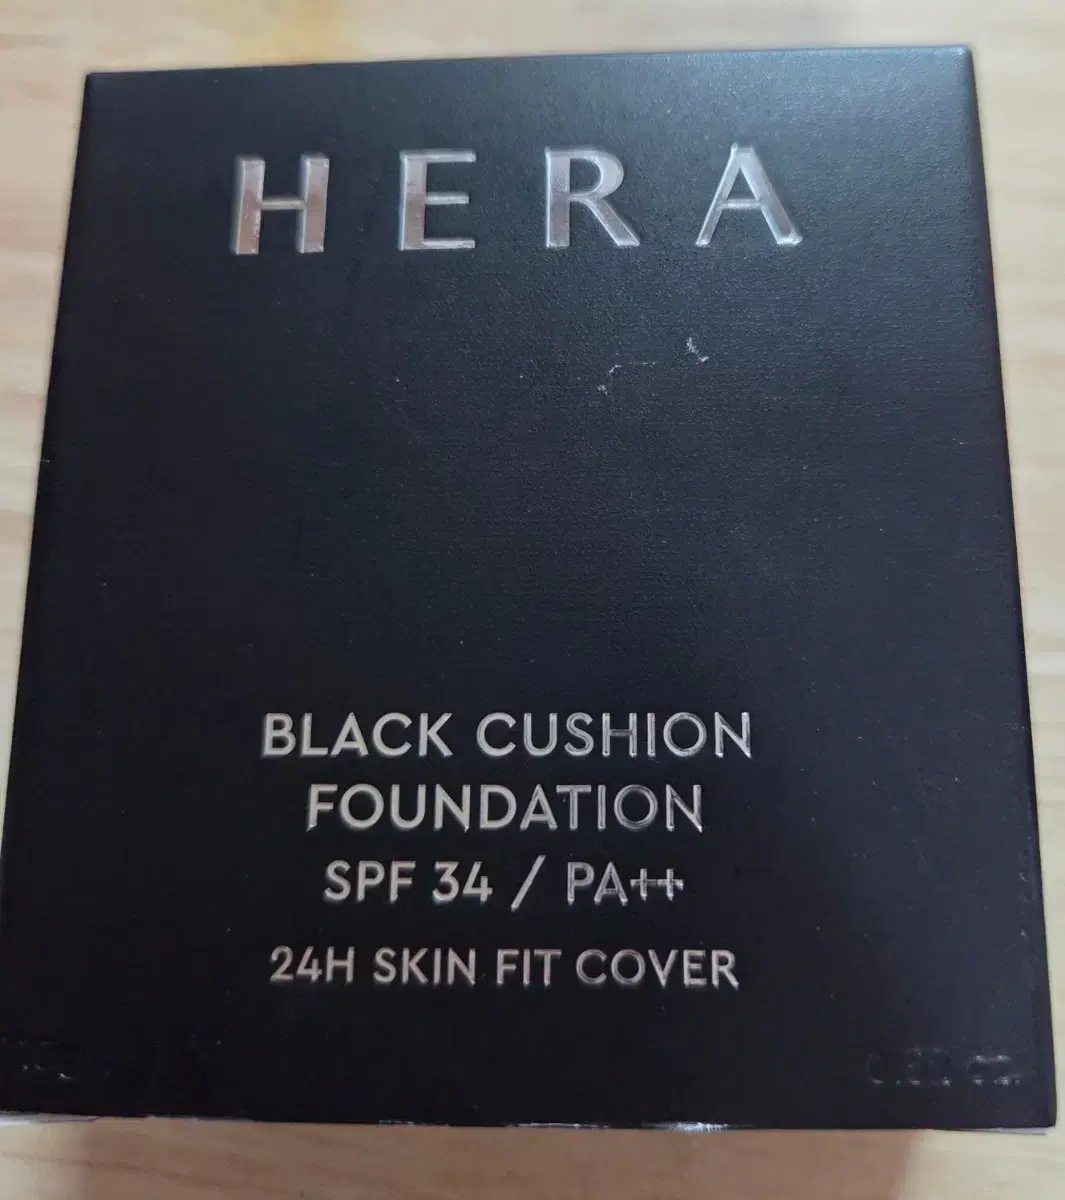 HERA
BLACK CUSHION
FOUNDATION
SPF 34 / PA++
24H SKIN FIT COVER